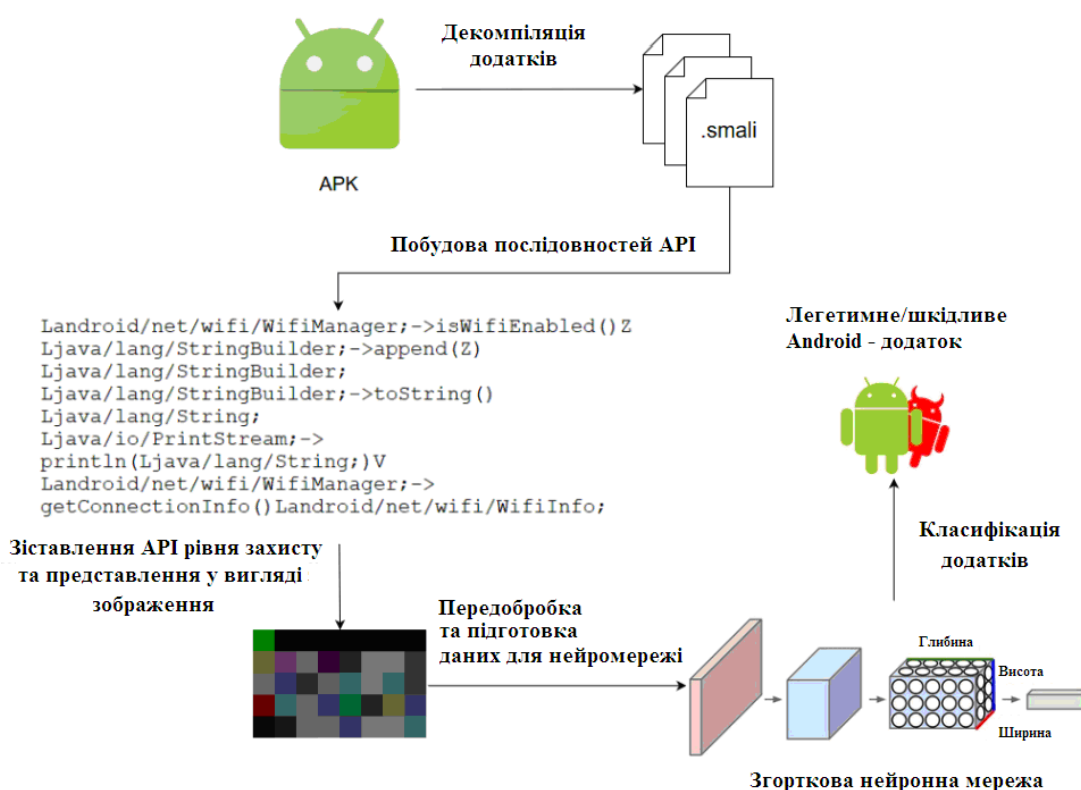 Декомпіляція
додатків
.smali
APK
Побудова послідовностей API
Landroid/net/wifi/WifiManager;->isWifiEnabled()Z
Ljava/lang/StringBuilder;->append(Z)
Ljava/lang/StringBuilder;
Ljava/lang/StringBuilder;->toString()
Ljava/lang/String;
Ljava/io/PrintStream;->
println(Ljava/lang/String;)V
Landroid/net/wifi/WifiManager;->
getConnectionInfo()Landroid/net/wifi/WifiInfo;
Легетимне/шкідливе
Android - додаток
Зіставлення API рівня захисту
та представлення у вигляді
зображення
Передобробка
та підготовка
даних для нейромережі
Класифікація
додатків
Глибина
Висота
Ширина
Згорткова нейронна мережа